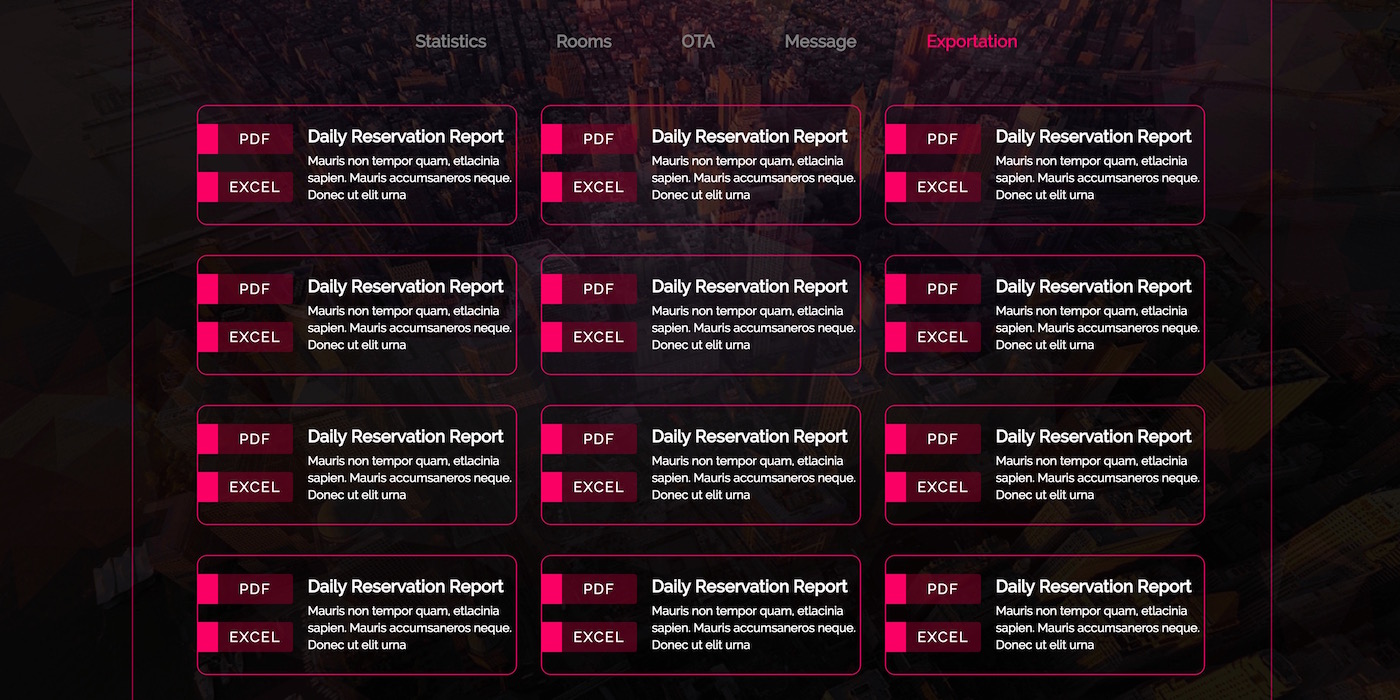 Statistics Rooms OTA Message Exportation
PDF
EXCEL
Daily Reservation Report
Mauris non tempor quam, etlacinia
sapien. Mauris accumsaneros neque.
Donec ut elit urna
PDF
EXCEL
Daily Reservation Report
Mauris non tempor quam, etlacinia
sapien. Mauris accumsaneros neque.
Donec ut elit urna
PDF
EXCEL
Daily Reservation Report
Mauris non tempor quam, etlacinia
sapien. Mauris accumsaneros neque.
Donec ut elit urna
PDF
EXCEL
Daily Reservation Report
Mauris non tempor quam, etlacinia
sapien. Mauris accumsaneros neque.
Donec ut elit urna
PDF
EXCEL
Daily Reservation Report
Mauris non tempor quam, etlacinia
sapien. Mauris accumsaneros neque.
Donec ut elit urna
PDF
EXCEL
Daily Reservation Report
Mauris non tempor quam, etlacinia
sapien. Mauris accumsaneros neque.
Donec ut elit urna
PDF
EXCEL
Daily Reservation Report
Mauris non tempor quam, etlacinia
sapien. Mauris accumsaneros neque.
Donec ut elit urna
PDF
EXCEL
Daily Reservation Report
Mauris non tempor quam, etlacinia
sapien. Mauris accumsaneros neque.
Donec ut elit urna
PDF
EXCEL
Daily Reservation Report
Mauris non tempor quam, etlacinia
sapien. Mauris accumsaneros neque.
Donec ut elit urna
PDF
EXCEL
Daily Reservation Report
Mauris non tempor quam, etlacinia
sapien. Mauris accumsaneros neque.
Donec ut elit urna
PDF
EXCEL
Daily Reservation Report
Mauris non tempor quam, etlacinia
sapien. Mauris accumsaneros neque.
Donec ut elit urna
PDF
EXCEL
Daily Reservation Report
Mauris non tempor quam, etlacinia
sapien. Mauris accumsaneros neque.
Donec ut elit urna